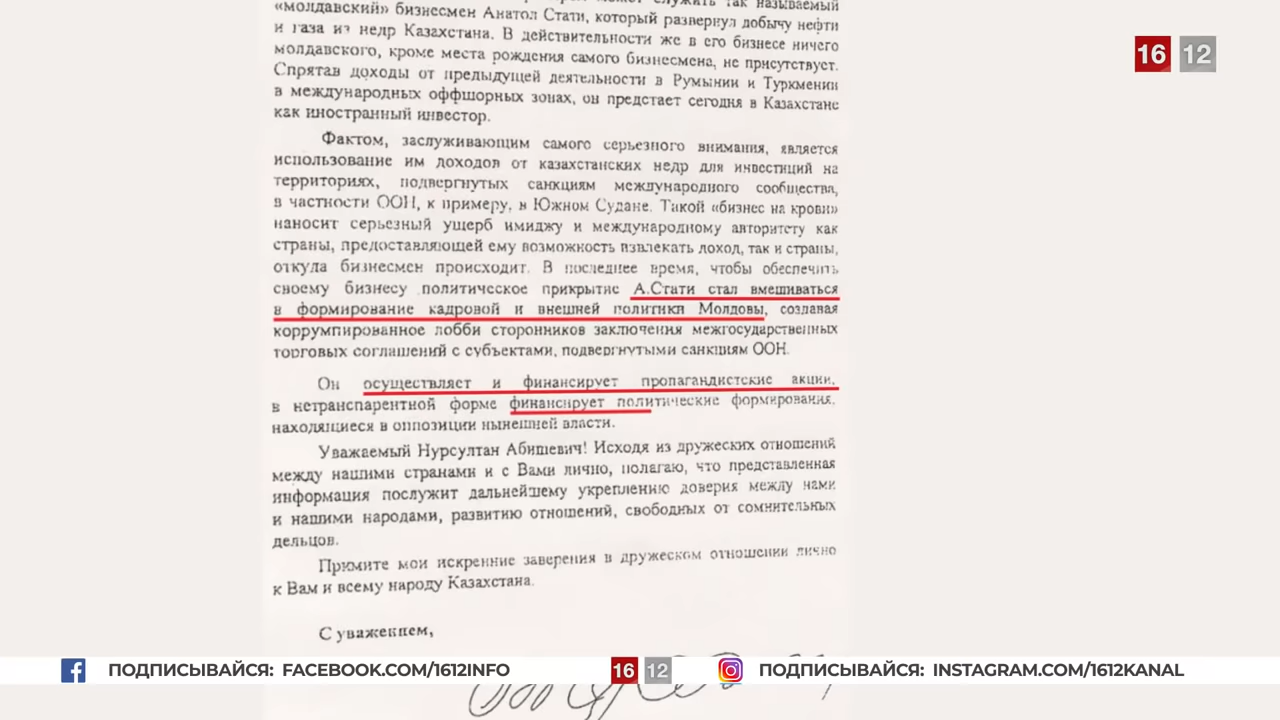 «молдавский» бизнесмен Анатол Стати, который развернул добычу нефти
и газа из недр Казахстана. В действительности же в его бизнесе ничего
молдавского, кроме места рождения самого бизнесмена, не присутствует.
Спрятав доходы от предыдущей деятельности в Румынии и Туркмении
в международных оффшорных зонах, он предстает сегодня в Казахстане
как иностранный инвестор.
Фактом, заслуживающим самого серьезного внимания, является
использование им доходов от казахстанских недр для инвестиций на
территориях, подвергнутых санкциям международного сообщества,
в частности ООН, к примеру, в Южном Судане. Такой «бизнес на крови»
наносит серьезный ущерб имиджу и международному авторитету как
страны, предоставляющей ему возможность извлекать доход, так и страны,
откуда бизнесмен происходит. В последнее время, чтобы обеспечить
своему бизнесу политическое прикрытие А.Стати стал вмешиваться
в формирование кадровой и внешней политики Молдовы, создавая
коррумпированное лобби сторонников заключения межгосударственных
торговых соглашений с субъектами, подвергнутыми санкциям ООН.
Он осуществляет и финансирует пропагандистские акции,
в нетранспарентной форме финансирует политические формирования,
находящиеся в оппозиции нынешней власти.
Уважаемый Нурсултан Абишевич! Исходя из дружеских отношений
между нашими странами и с Вами лично, полагаю, что представленная
информация послужит дальнейшему укреплению доверия между нами
и нашими народами, развитию отношений, свободных от сомнительных
дельцов.
Примите мои искренние заверения в дружеском отношении лично
к Вам и всему народу Казахстана.
С уважением,
16 12
ПОДПИСЫВАЙСЯ: FACEBOOK.COM/1612INFO 16 12 ПОДПИСЫВАЙСЯ: INSTAGRAM.COM/1612KANAL